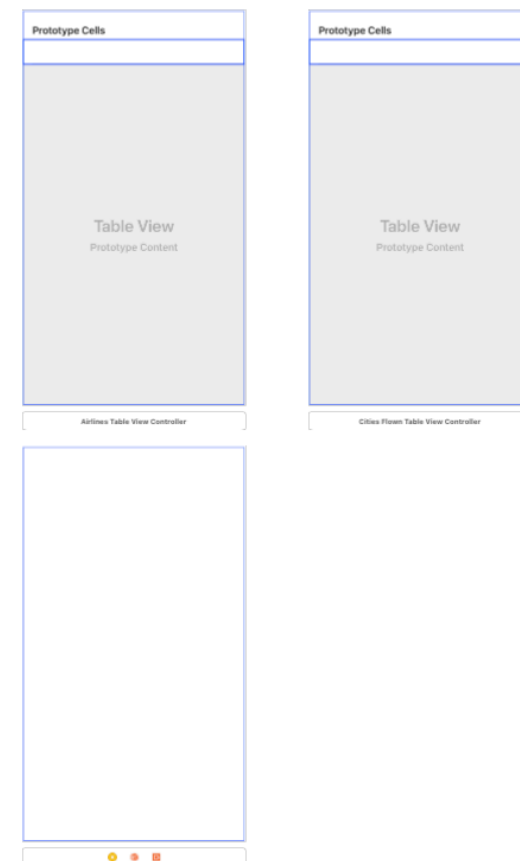 Prototype Cells
Table View
Prototype Content
Airlines Table View Controller
Prototype Cells
Table View
Prototype Content
Cities Flown Table View Controller